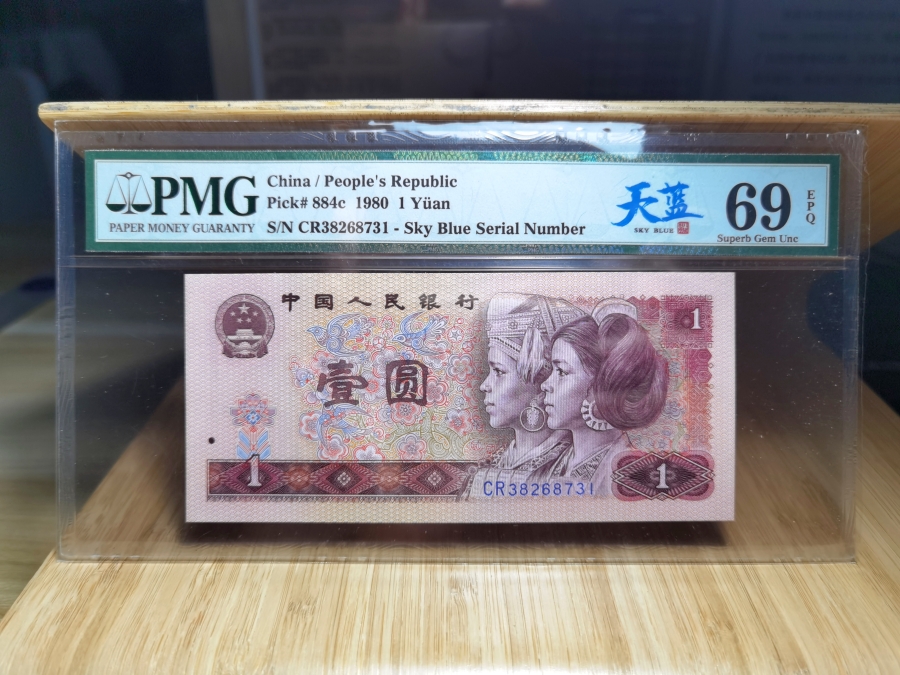 PMG
PAPER MONEY GUARANTY
China / People's Republic
Pick# 884c 1980 1 Yüan
S/N CR38268731 - Sky Blue Serial Number
天蓝
SKY BLUE
69
EPQ
Superb Gem Unc
中国人民银行
1
壹圆
1
CR38268731
1